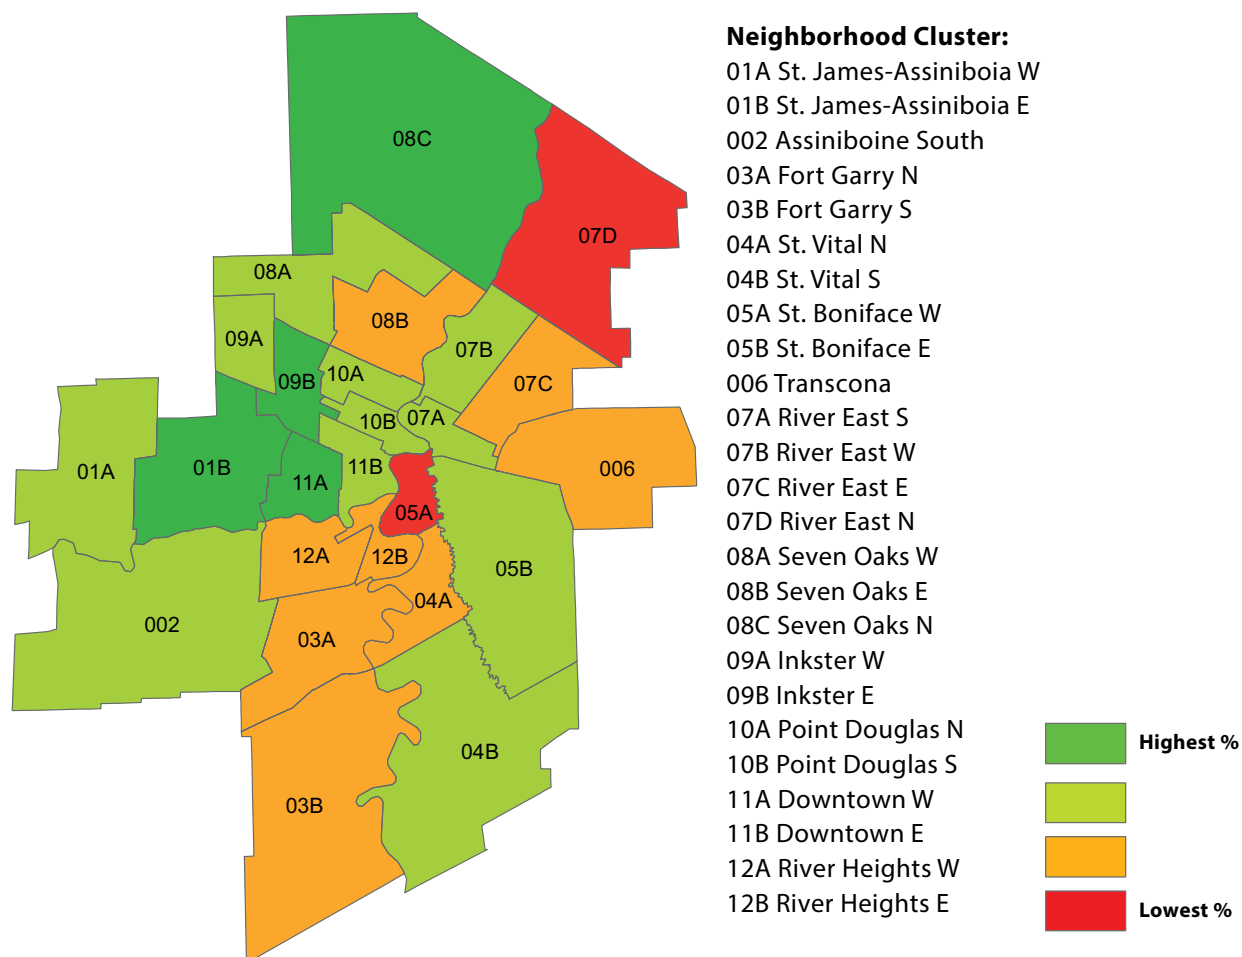 Neighborhood Cluster:
01A St. James-Assiniboia W
01B St. James-Assiniboia E
002 Assiniboine South
03A Fort Garry N
03B Fort Garry S
04A St. Vital N
04B St. Vital S
05A St. Boniface W
05B St. Boniface E
006 Transcona
07A River East S
07B River East W
07C River East E
07D River East N
08A Seven Oaks W
08B Seven Oaks E
08C Seven Oaks N
09A Inkster W
09B Inkster E
10A Point Douglas N
10B Point Douglas S
11A Downtown W
11B Downtown E
12A River Heights W
12B River Heights E
Highest %
Lowest %
08C
07D
08A
08B
09A
07B
09B
10A
07C
10B
07A
01A
01B
11A
11B
006
05A
12A
12B
05B
04A
002
03A
04B
03B